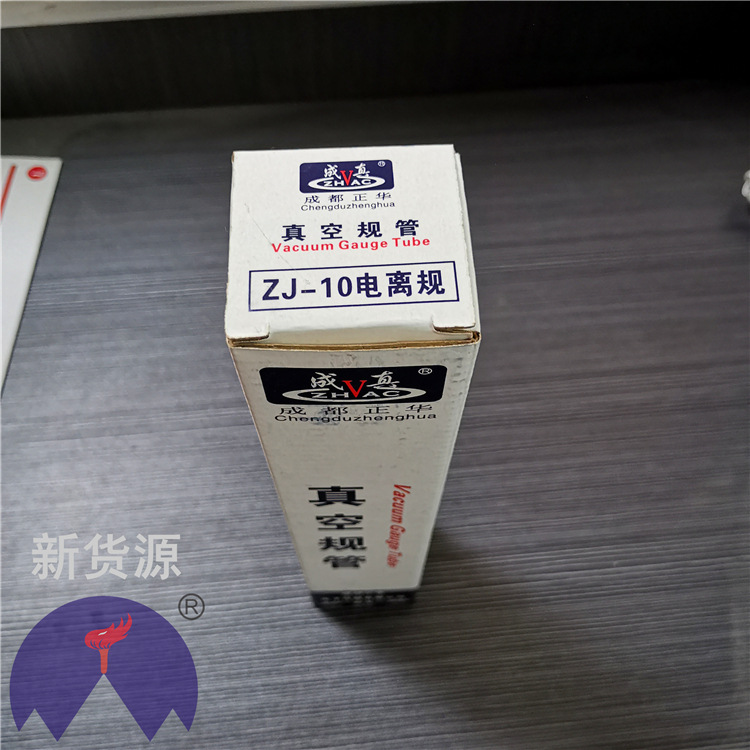 成V真®
ZHVAC
成都正华
Chengduzhenghua
真空规管
Vacuum Gauge Tube
ZJ-10电离规
成V真®
ZHVAC
成都正华
Chengduzhenghua
真空规管
Vacuum Gauge Tube
新货源
®